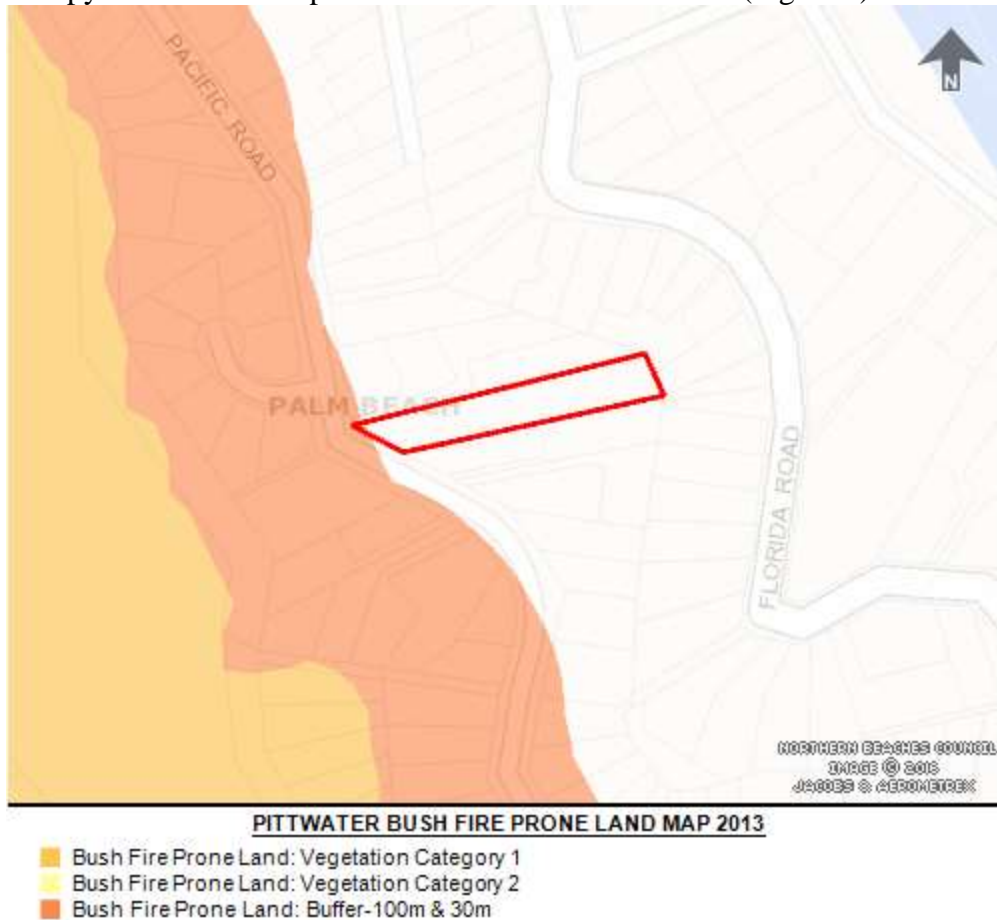 PACIFIC ROAD
N
PALM BEACH
FLORIDA ROAD
NORTHERN BEACHES COUNCIL
IMAGE ©
JACOBS & AEROMETREX
PITTWATER BUSH FIRE PRONE LAND MAP 2013
Bush Fire Prone Land: Vegetation Category 1
Bush Fire Prone Land: Vegetation Category 2
Bush Fire Prone Land: Buffer-100m & 30m